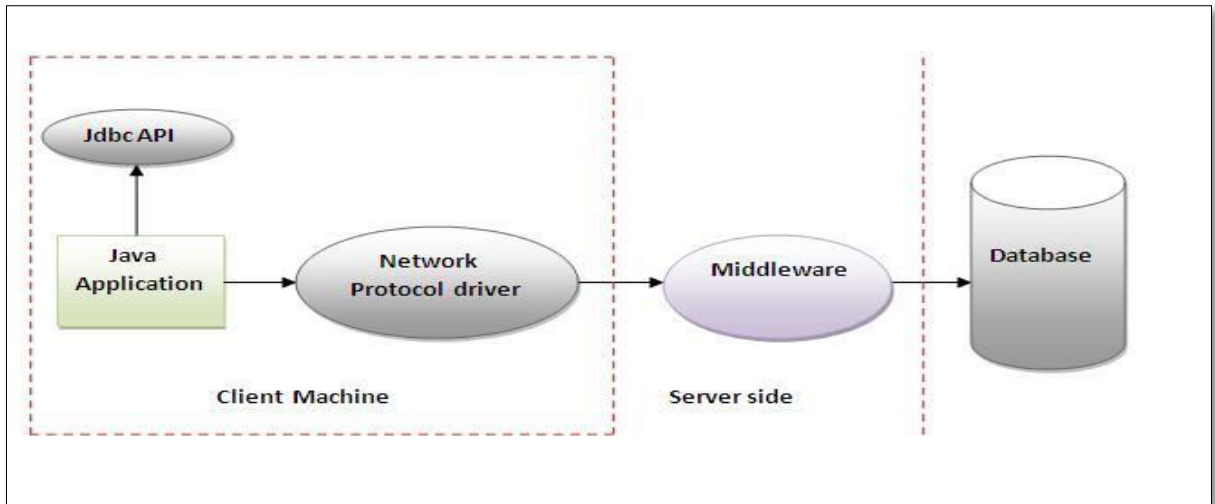 Jdbc API
Java
Application
Network
Protocol driver
Middleware
Database
Client Machine
Server side